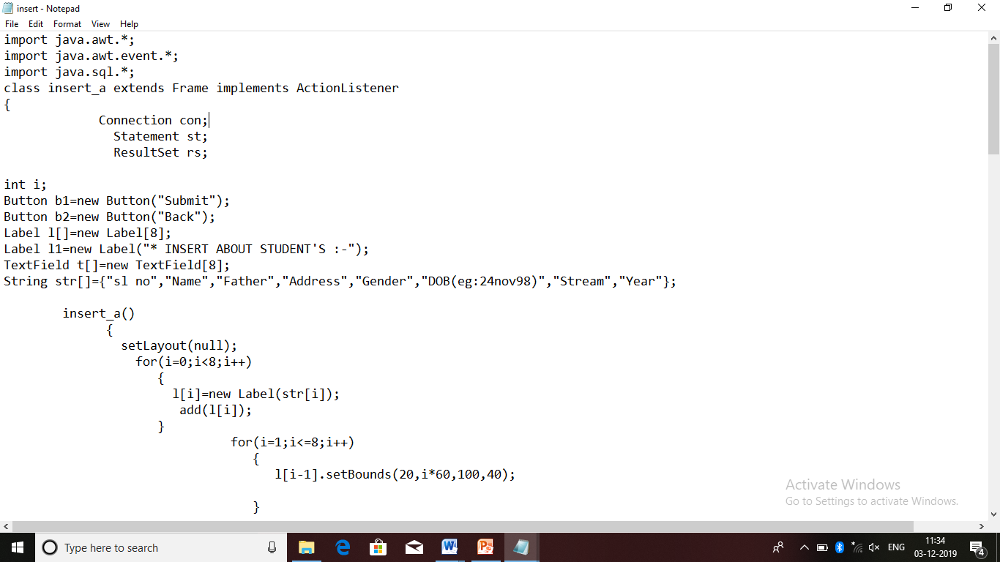 insert - Notepad
File Edit Format View Help
import java.awt.*;
import java.awt.event.*;
import java.sql.*;
class insert_a extends Frame implements ActionListener
{
Connection con;
Statement st;
ResultSet rs;
int i;
Button b1=new Button("Submit");
Button b2=new Button("Back");
Label l[]=new Label[8];
Label l1=new Label("* INSERT ABOUT STUDENT'S :-");
TextField t[]=new TextField[8];
String str[]={"sl no","Name","Father","Address","Gender","DOB(eg:24nov98)","Stream","Year"};
insert_a()
{
setLayout(null);
for(i=0;i<8;i++)
{
l[i]=new Label(str[i]);
add(l[i]);
}
for(i=1;i<=8;i++)
{
l[i-1].setBounds(20,i*60,100,40);
}
Activate Windows
Go to Settings to activate Windows.
Type here to search
ENG
11:34
03-12-2019
4